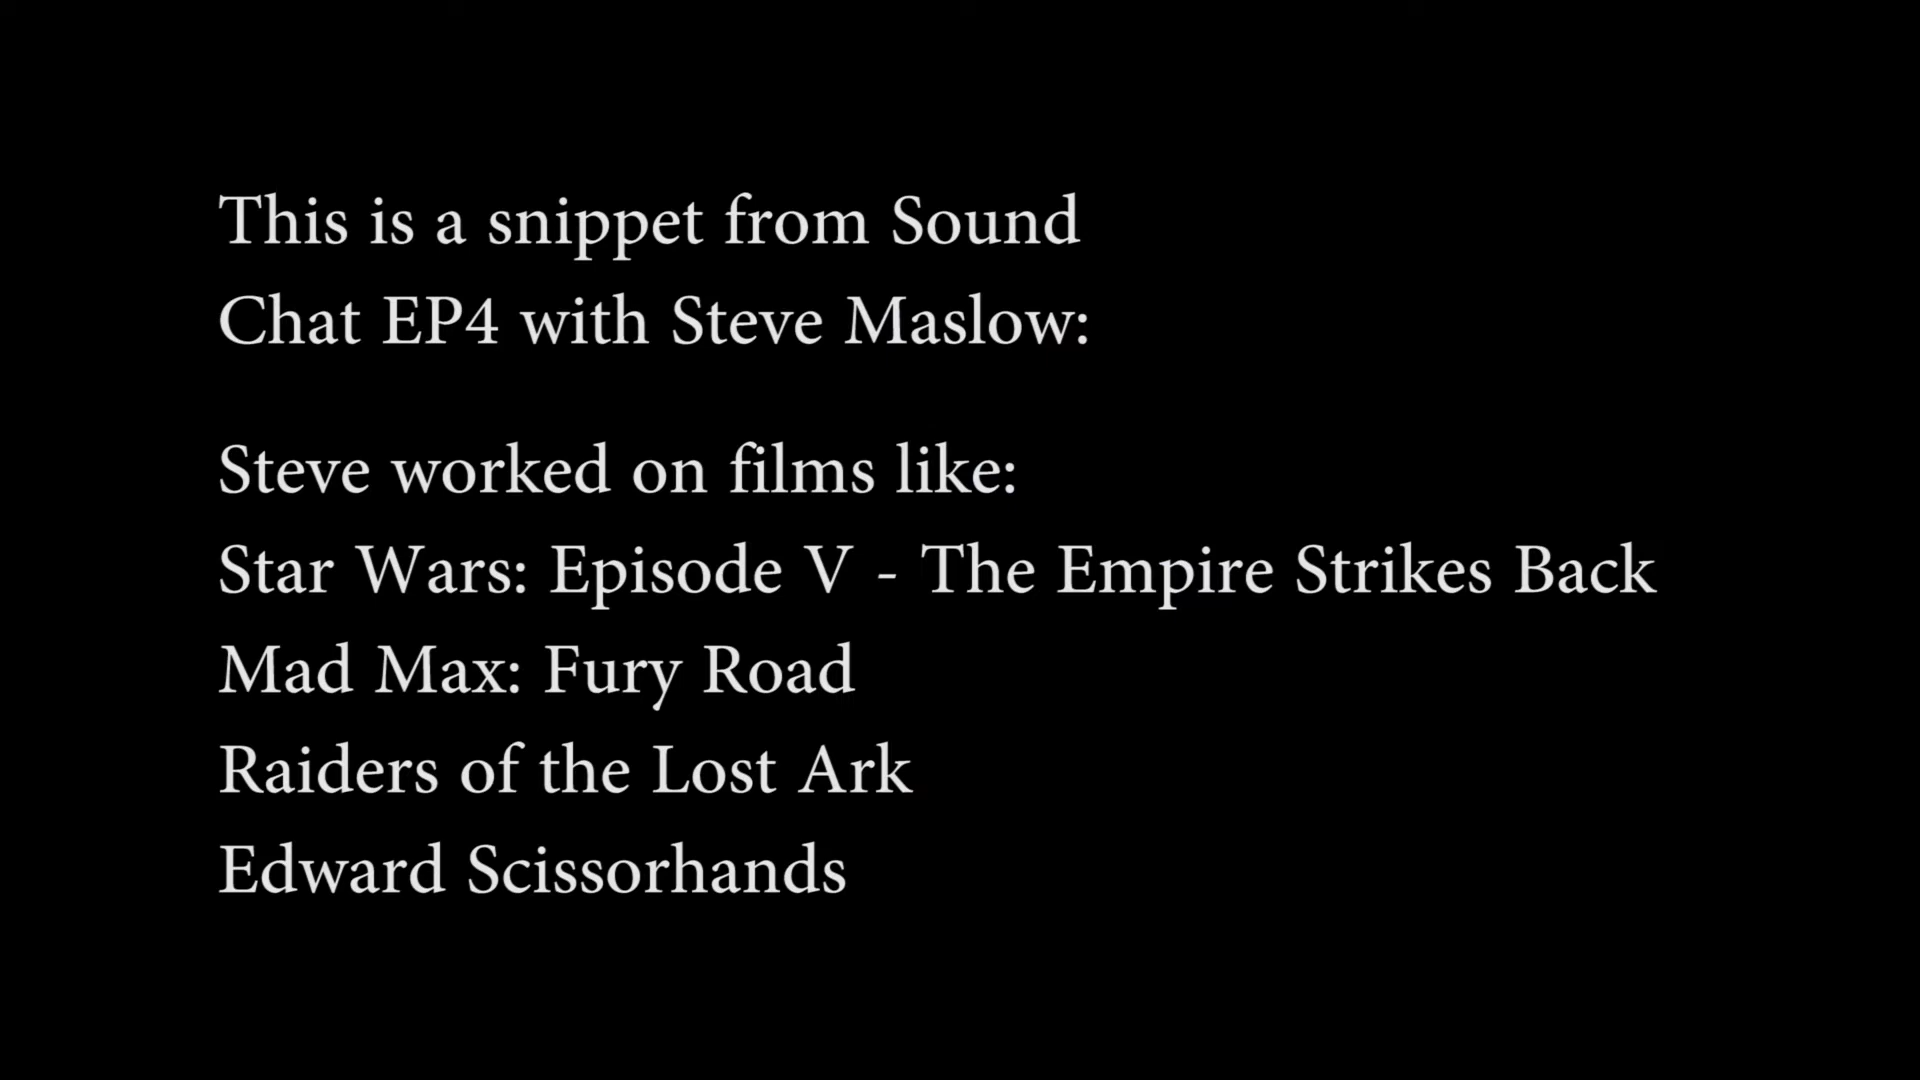 This is a snippet from Sound
Chat EP4 with Steve Maslow:
Steve worked on films like:
Star Wars: Episode V - The Empire Strikes Back
Mad Max: Fury Road
Raiders of the Lost Ark
Edward Scissorhands